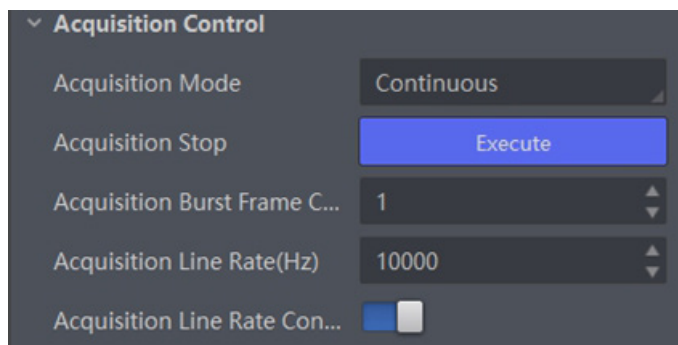 Acquisition Control
Acquisition Mode Continuous
Acquisition Stop Execute
Acquisition Burst Frame C... 1
Acquisition Line Rate(Hz) 10000
Acquisition Line Rate Con...